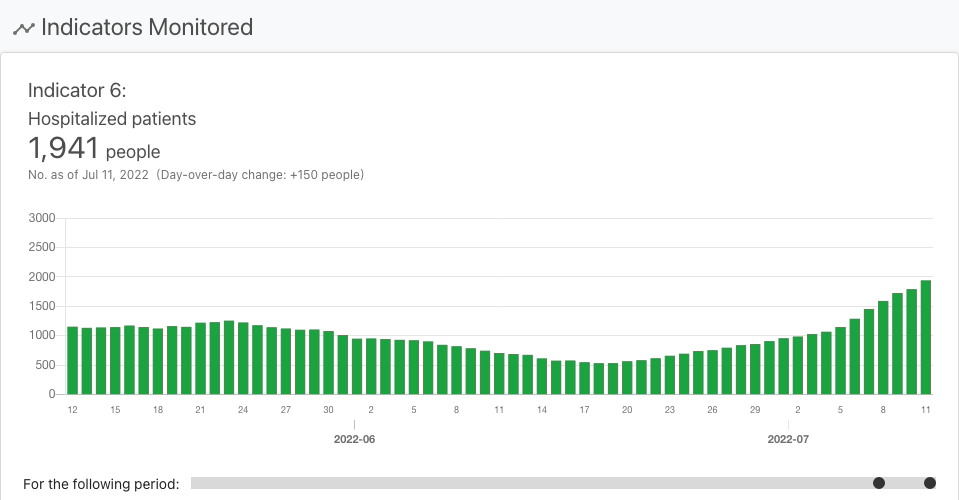 Indicators Monitored
Indicator 6:
Hospitalized patients
1,941 people
No. as of Jul 11, 2022 (Day-over-day change: +150 people)
3000
2500
2000
1500
1000
500
0
12 15 18 21 24 27 30 2 5 8 11 14 17 20 23 26 29 2 5 8 11
2022-06 2022-07
For the following period: